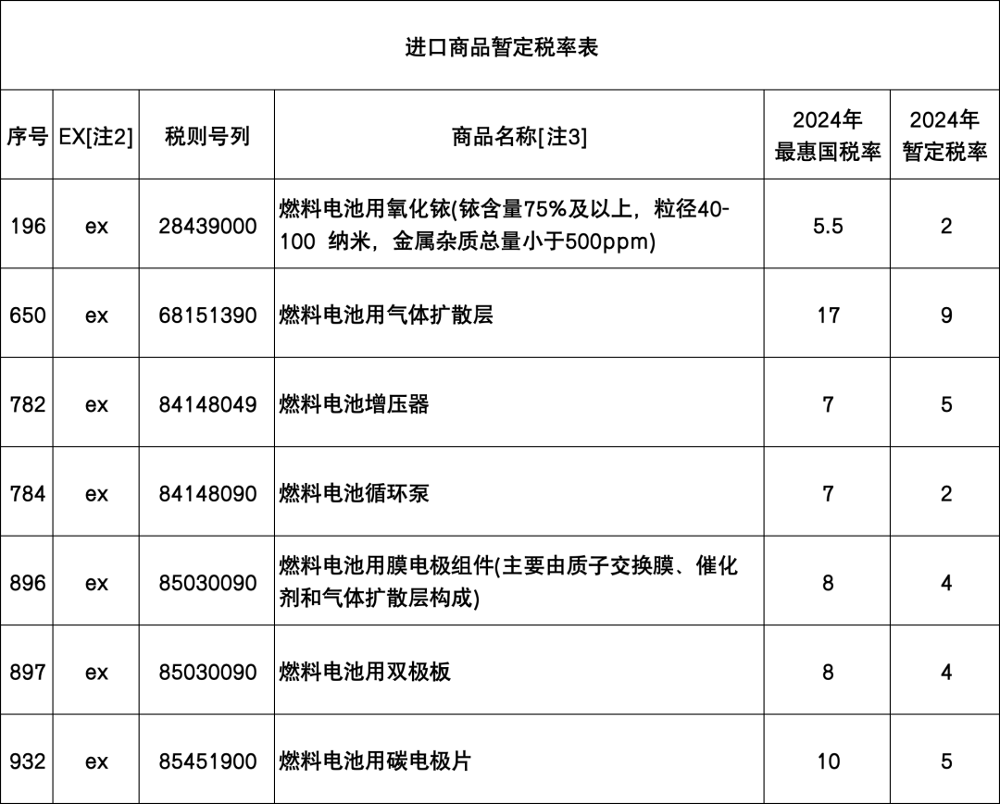 进口商品暂定税率表
序号 EX[注2] 税则号列 商品名称[注3] 2024年 最惠国税率 2024年 暂定税率
196 ex 28439000 燃料电池用氧化铱(铱含量75%及以上，粒径40-
100 纳米，金属杂质总量小于500ppm) 5.5 2
650 ex 68151390 燃料电池用气体扩散层 17 9
782 ex 84148049 燃料电池增压器 7 5
784 ex 84148090 燃料电池循环泵 7 2
896 ex 85030090 燃料电池用膜电极组件(主要由质子交换膜、催化
剂和气体扩散层构成) 8 4
897 ex 85030090 燃料电池用双极板 8 4
932 ex 85451900 燃料电池用碳电极片 10 5